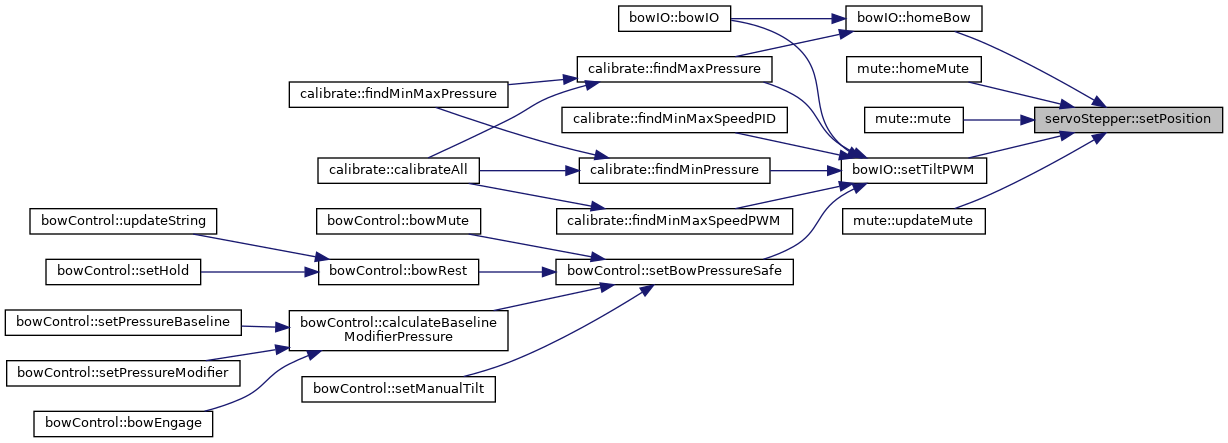 bowIO::bowIO
bowIO::homeBow
calibrate::findMaxPressure
mute::homeMute
calibrate::findMinMaxPressure
calibrate::findMinMaxSpeedPID
mute::mute
servoStepper::setPosition
calibrate::calibrateAll
calibrate::findMinPressure
bowIO::setTiltPWM
bowControl::updateString
bowControl::bowMute
calibrate::findMinMaxSpeedPWM
mute::updateMute
bowControl::setHold
bowControl::bowRest
bowControl::setBowPressureSafe
bowControl::setPressureBaseline
bowControl::calculateBaseline
ModifierPressure
bowControl::setPressureModifier
bowControl::setManualTilt
bowControl::bowEngage